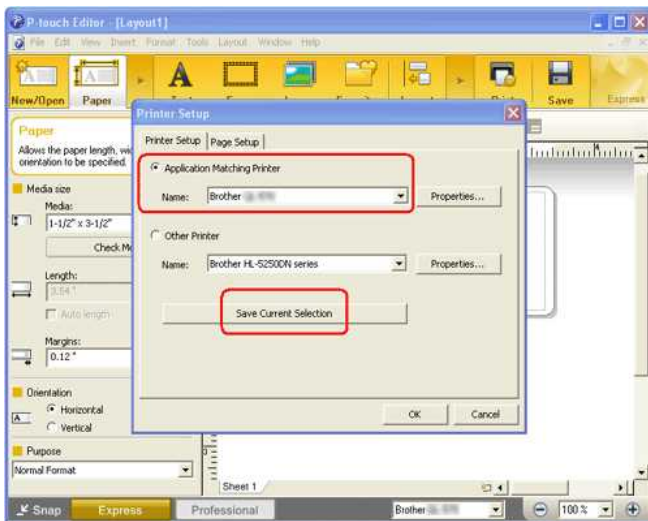 P-touch Editor - [Layout1]
File Edit View Insert Format Tools Layout Window Help
New/Open Paper Save Express
Printer Setup
Paper
Allows the paper length,
orientation to be specified.
Printer Setup Page Setup
Application Matching Printer
Name: Brother Properties...
Media size
Media:
1-1/2" x 3-1/2"
Other Printer
Check
Name: Brother HL-5250DN series Properties...
Length:
3.54"
Auto length
Save Current Selection
Margins:
0.12 "
Orientation
Horizontal
Vertical
OK Cancel
Purpose
Normal Format
Sheet 1
Snap Express Professional Brother 100 %